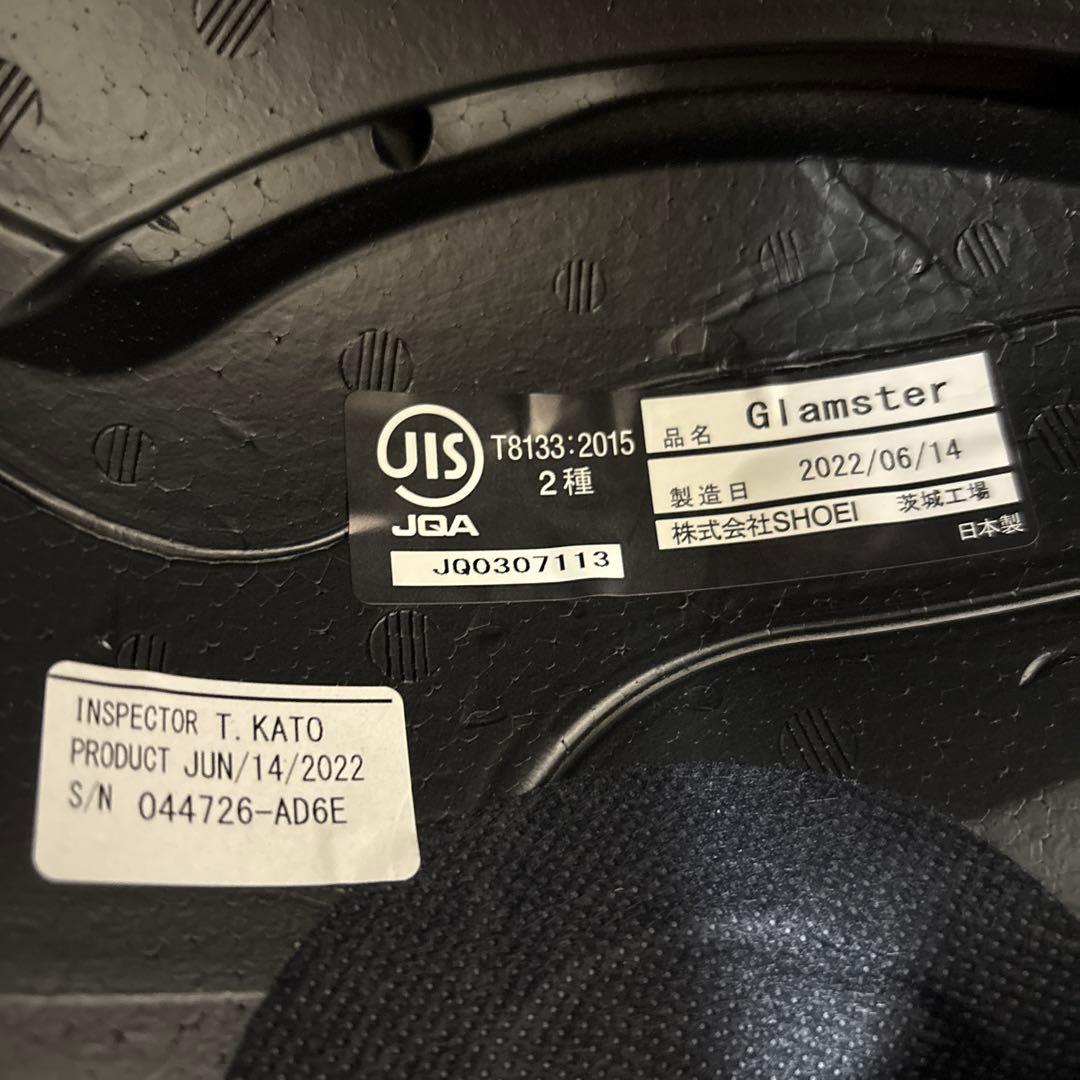 JIS
T8133:2015
2種
JQA
JQ0307113
品名 Glamster
製造日 2022/06/14
株式会社SHOEI 茨城工場
日本製
INSPECTOR T. KATO
PRODUCT JUN/14/2022
S/N 044726-AD6E